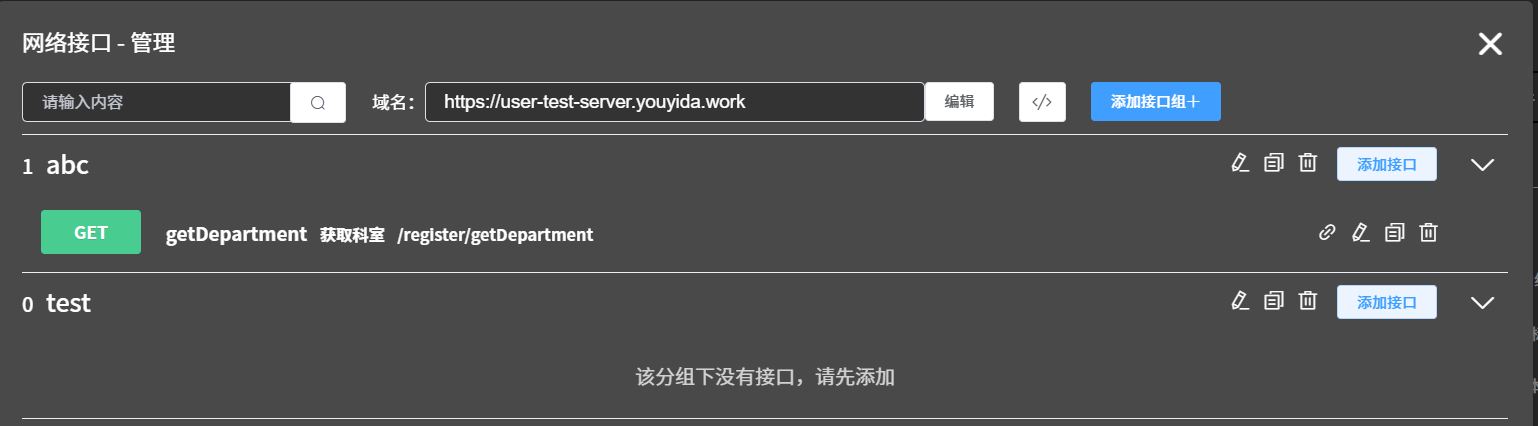 网络接口 - 管理
请输入内容 域名： https://user-test-server.youyida.work 编辑 </> 添加接口组＋
1 abc 添加接口
GET getDepartment 获取科室 /register/getDepartment
0 test 添加接口
该分组下没有接口，请先添加